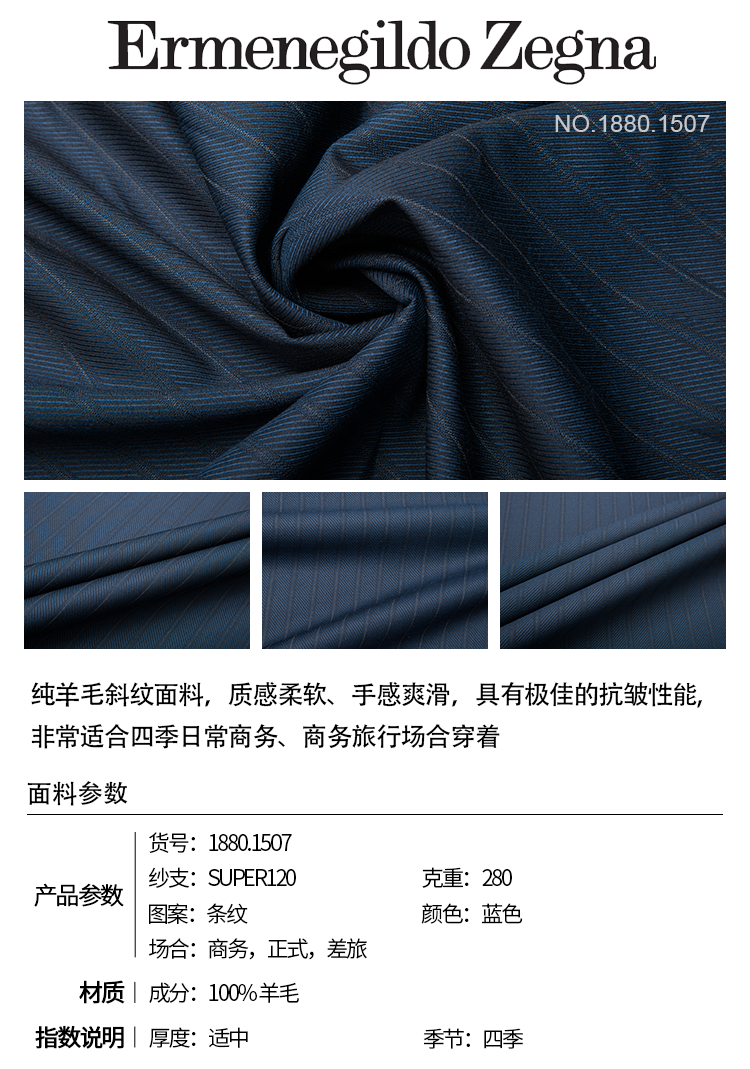 Ermenegildo Zegna
NO.1880.1507
纯羊毛斜纹面料，质感柔软、手感爽滑，具有极佳的抗皱性能，
非常适合四季日常商务、商务旅行场合穿着
面料参数
产品参数
货号：1880.1507
纱支：SUPER120 克重：280
图案：条纹 颜色：蓝色
场合：商务，正式，差旅
材质 成分：100%羊毛
指数说明 厚度：适中 季节：四季